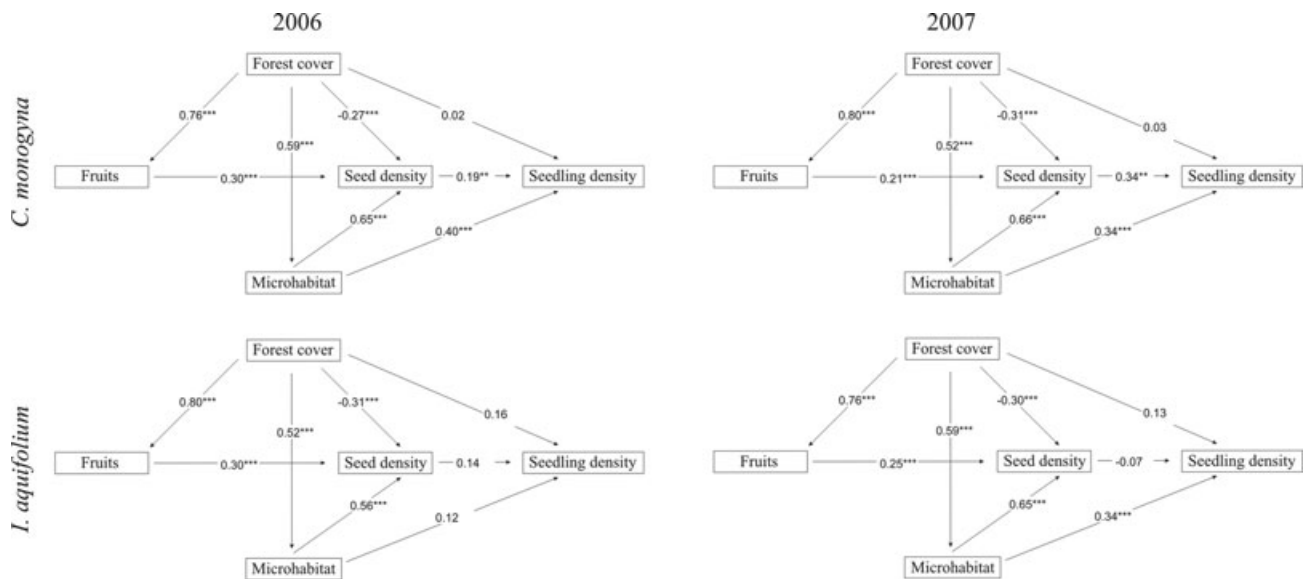 2006
2007
C. monogyna
Forest cover
0.76***
-0.27***
0.02
0.59***
Fruits
0.30***
Seed density
0.19**
Seedling density
0.65***
0.40***
Microhabitat
Forest cover
0.80***
-0.31***
0.03
0.52***
Fruits
0.21***
Seed density
0.34**
Seedling density
0.66***
0.34***
Microhabitat
I. aquifolium
Forest cover
0.80***
-0.31***
0.16
0.52***
Fruits
0.30***
Seed density
0.14
Seedling density
0.56***
0.12
Microhabitat
Forest cover
0.76***
-0.30***
0.13
0.59***
Fruits
0.25***
Seed density
-0.07
Seedling density
0.65***
0.34***
Microhabitat